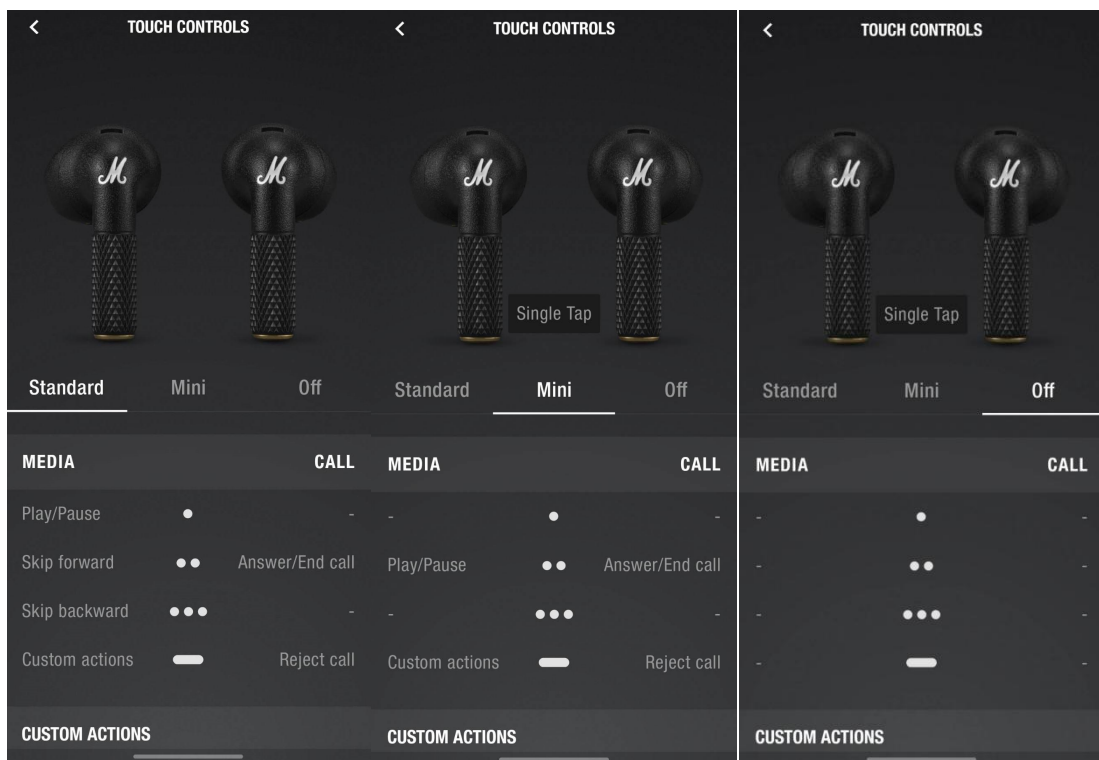 TOUCH CONTROLS
M M
Standard Mini Off
MEDIA CALL
Play/Pause -
Skip forward Answer/End call
Skip backward -
Custom actions Reject call
CUSTOM ACTIONS
TOUCH CONTROLS
M M
Single Tap
Standard Mini Off
MEDIA CALL
- -
Play/Pause Answer/End call
- -
Custom actions Reject call
CUSTOM ACTIONS
TOUCH CONTROLS
M M
Single Tap
Standard Mini Off
MEDIA CALL
- -
- -
- -
- -
CUSTOM ACTIONS